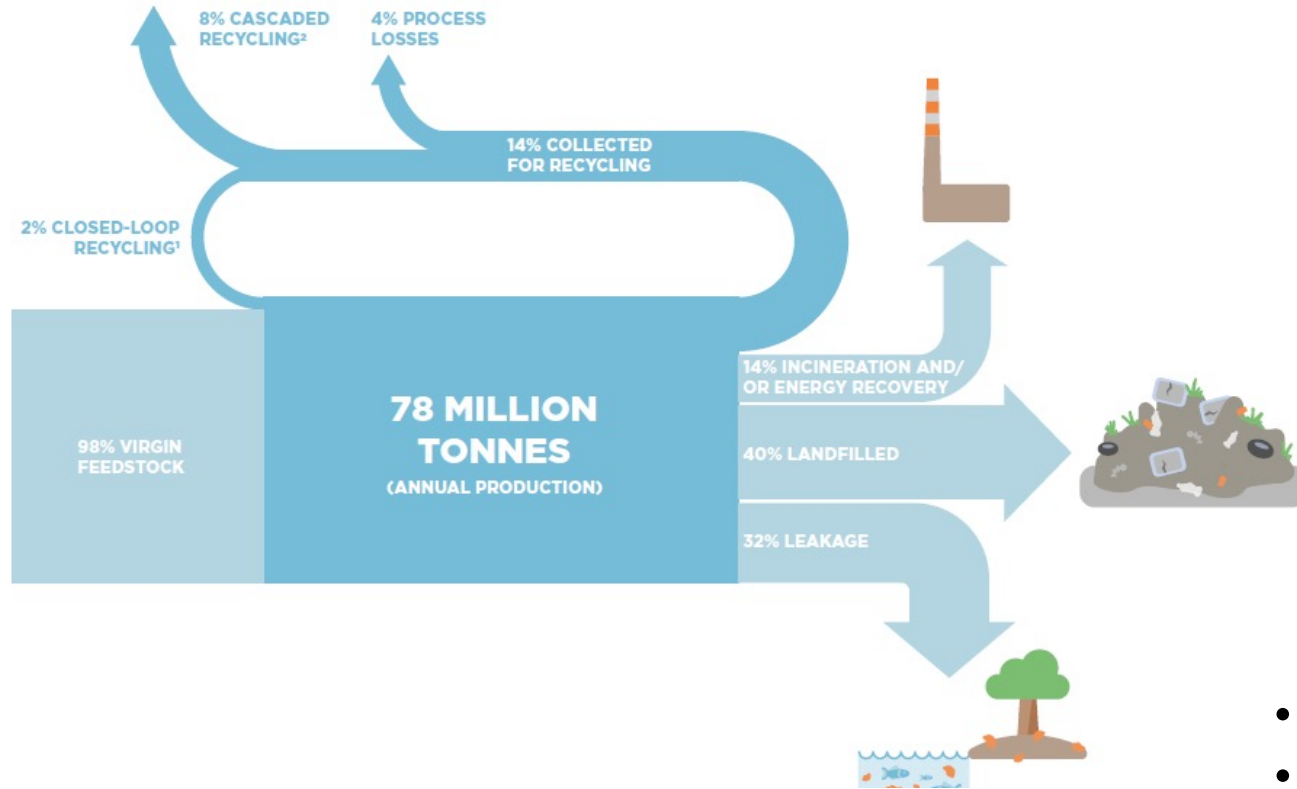 8% CASCADED
RECYCLING²
4% PROCESS
LOSSES
14% COLLECTED
FOR RECYCLING
2% CLOSED-LOOP
RECYCLING¹
98% VIRGIN
FEEDSTOCK
78 MILLION
TONNES
(ANNUAL PRODUCTION)
14% INCINERATION AND/
OR ENERGY RECOVERY
40% LANDFILLED
32% LEAKAGE